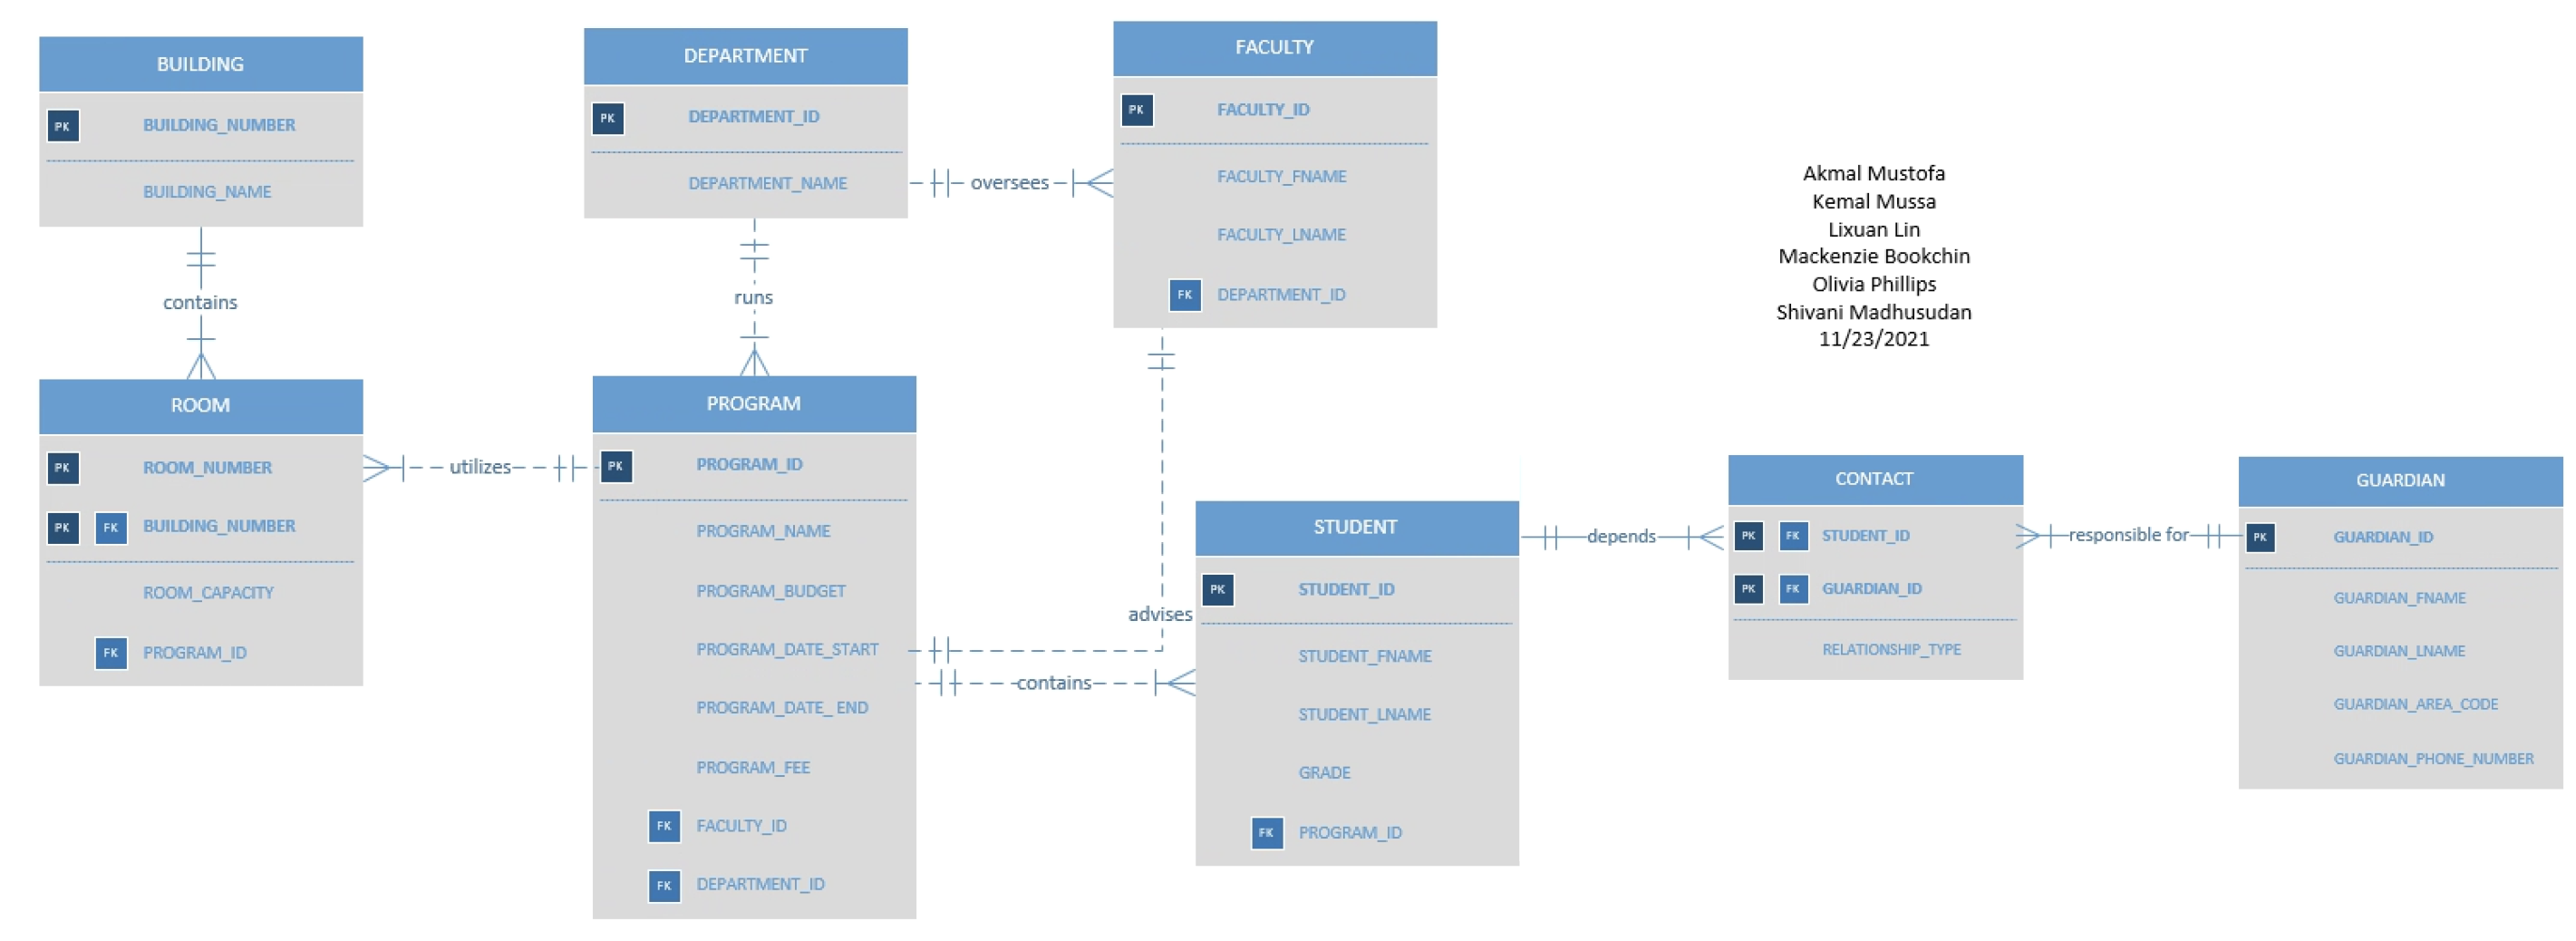 BUILDING
PK BUILDING_NUMBER
BUILDING_NAME
contains
ROOM
PK ROOM_NUMBER
PK FK BUILDING_NUMBER
ROOM_CAPACITY
FK PROGRAM_ID
utilizes
DEPARTMENT
PK DEPARTMENT_ID
DEPARTMENT_NAME
oversees
runs
PROGRAM
PK PROGRAM_ID
PROGRAM_NAME
PROGRAM_BUDGET
PROGRAM_DATE_START
PROGRAM_DATE_ END
PROGRAM_FEE
FK FACULTY_ID
FK DEPARTMENT_ID
FACULTY
PK FACULTY_ID
FACULTY_FNAME
FACULTY_LNAME
FK DEPARTMENT_ID
advises
contains
STUDENT
PK STUDENT_ID
STUDENT_FNAME
STUDENT_LNAME
GRADE
FK PROGRAM_ID
depends
Akmal Mustofa
Kemal Mussa
Lixuan Lin
Mackenzie Bookchin
Olivia Phillips
Shivani Madhusudan
11/23/2021
CONTACT
PK FK STUDENT_ID
PK FK GUARDIAN_ID
RELATIONSHIP_TYPE
responsible for
GUARDIAN
PK GUARDIAN_ID
GUARDIAN_FNAME
GUARDIAN_LNAME
GUARDIAN_AREA_CODE
GUARDIAN_PHONE_NUMBER